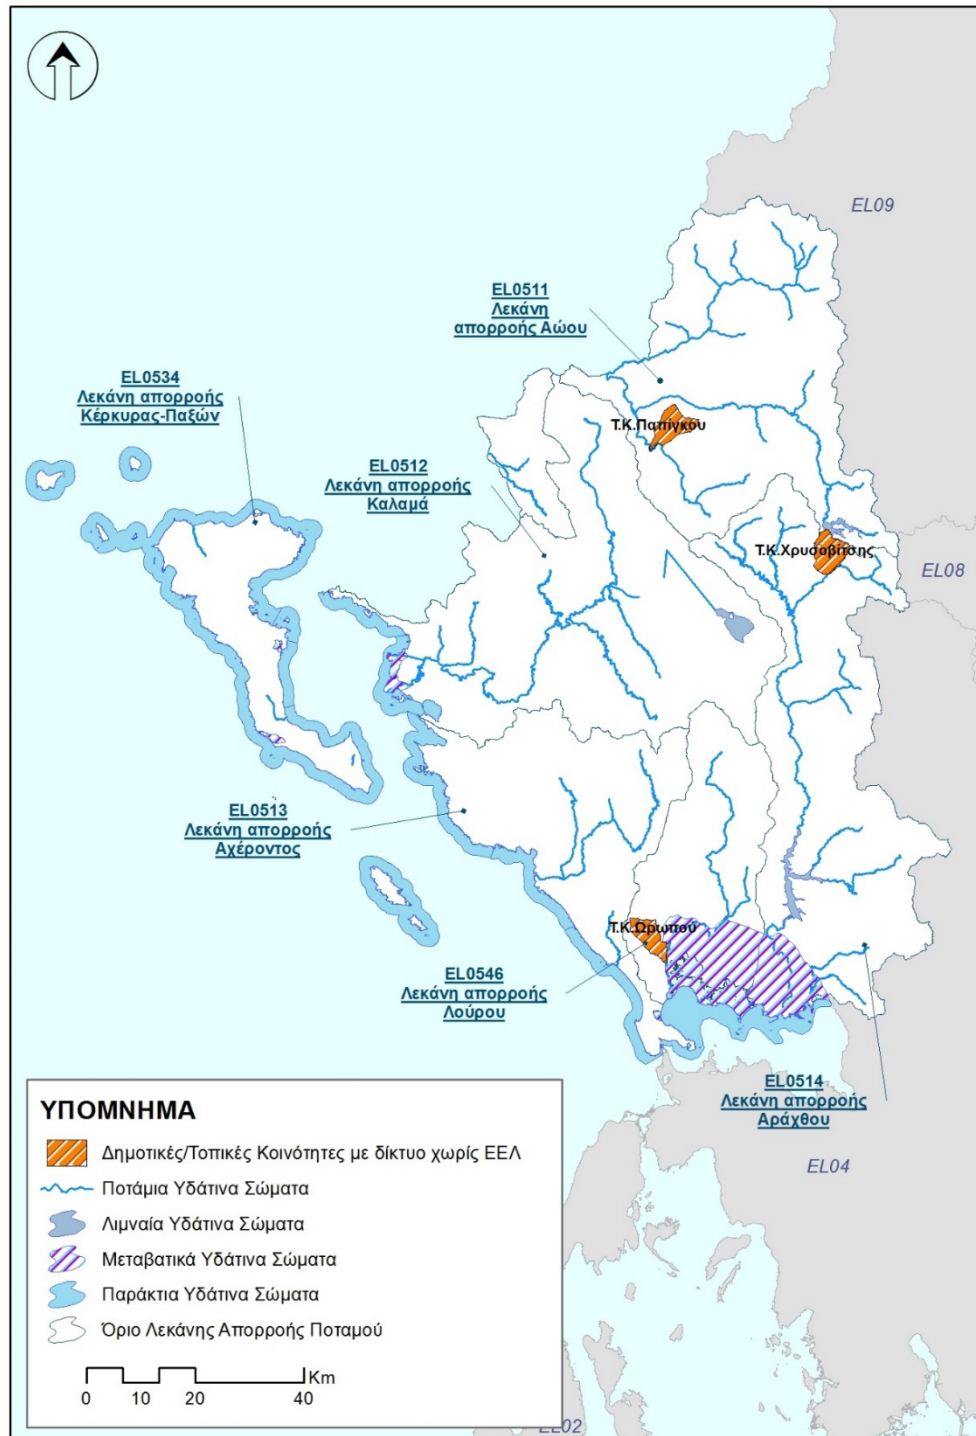 EL09
EL0511
Λεκάνη
απορροής Αώου
EL0534
Λεκάνη απορροής
Κέρκυρας-Παξών
Τ.Κ.Παπίγκου
EL0512
Λεκάνη απορροής
Καλαμά
Τ.Κ.Χρυσοβίτσης
EL08
EL0513
Λεκάνη απορροής
Αχέροντος
Τ.Κ.Ωρωπού
EL0546
Λεκάνη απορροής
Λούρου
EL0514
Λεκάνη απορροής
Αράχθου
EL04
ΥΠΟΜΝΗΜΑ
Δημοτικές/Τοπικές Κοινότητες με δίκτυο χωρίς ΕΕΛ
Ποτάμια Υδάτινα Σώματα
Λιμναία Υδάτινα Σώματα
Μεταβατικά Υδάτινα Σώματα
Παράκτια Υδάτινα Σώματα
Όριο Λεκάνης Απορροής Ποταμού
Km
0 10 20 40
EL02